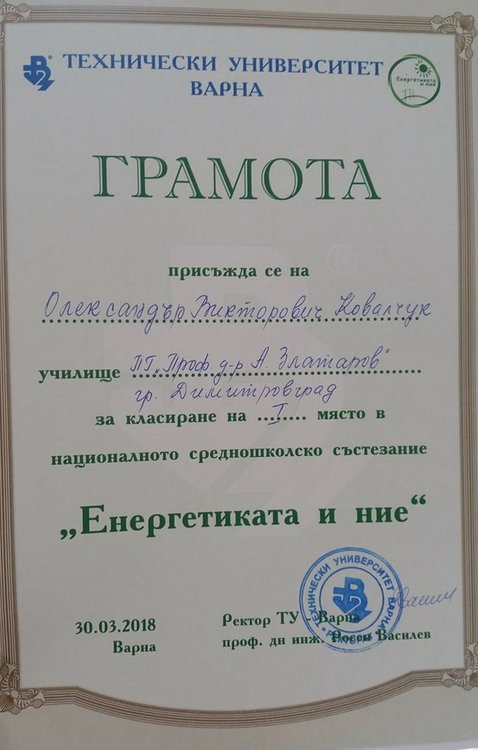 ТЕХНИЧЕСКИ УНИВЕРСИТЕТ
ВАРНА
Енергетиката
и ние
ГРАМОТА
присъжда се на
Олександър Викторович Ковалчук
училище ПГ„Проф. д-р А. Златаров“
гр. Димитровград
за класиране на ....I.... място в
националното средношколско състезание
„Енергетиката и ние“
30.03.2018
Варна
Ректор ТУ - Варна
проф. дн инж. Росен Василев
ТЕХНИЧЕСКИ УНИВЕРСИТЕТ ВАРНА